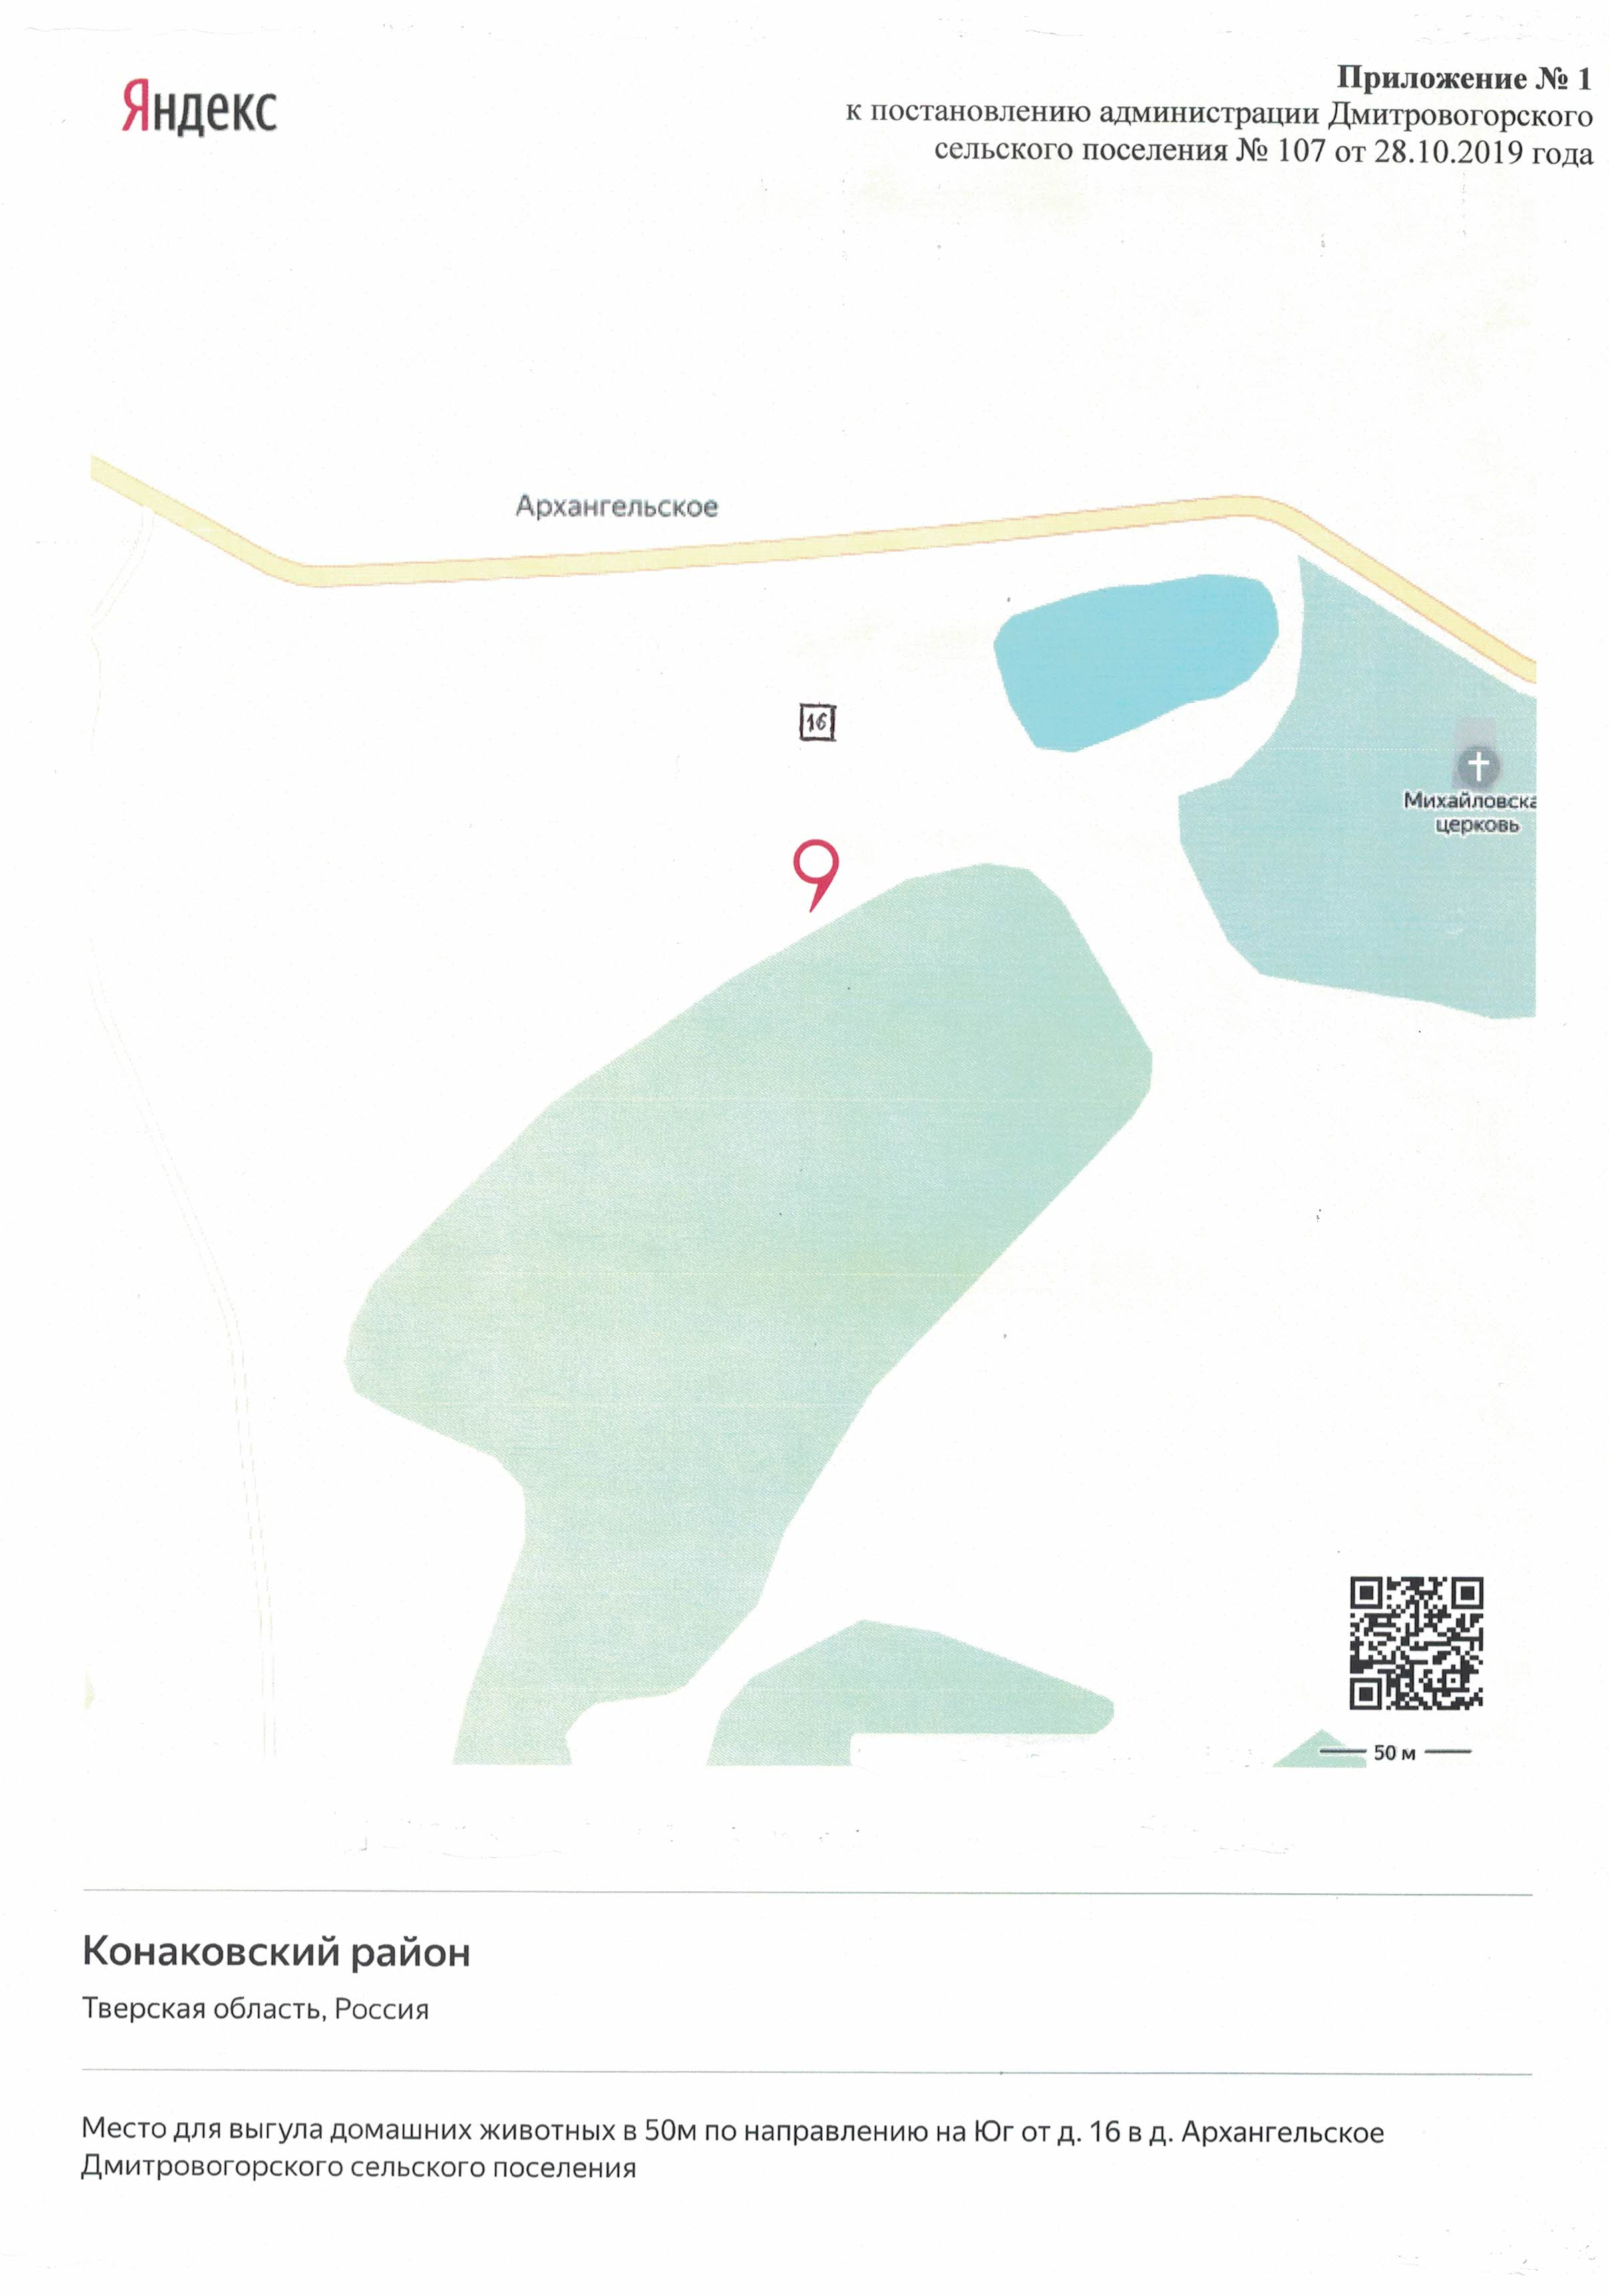 Яндекс
Приложение № 1
к постановлению администрации Дмитровогорского
сельского поселения № 107 от 28.10.2019 года
Архангельское
16
Михайловска
церковь
50 м
Конаковский район
Тверская область, Россия
Место для выгула домашних животных в 50м по направлению на Юг от д. 16 в д. Архангельское
Дмитровогорского сельского поселения